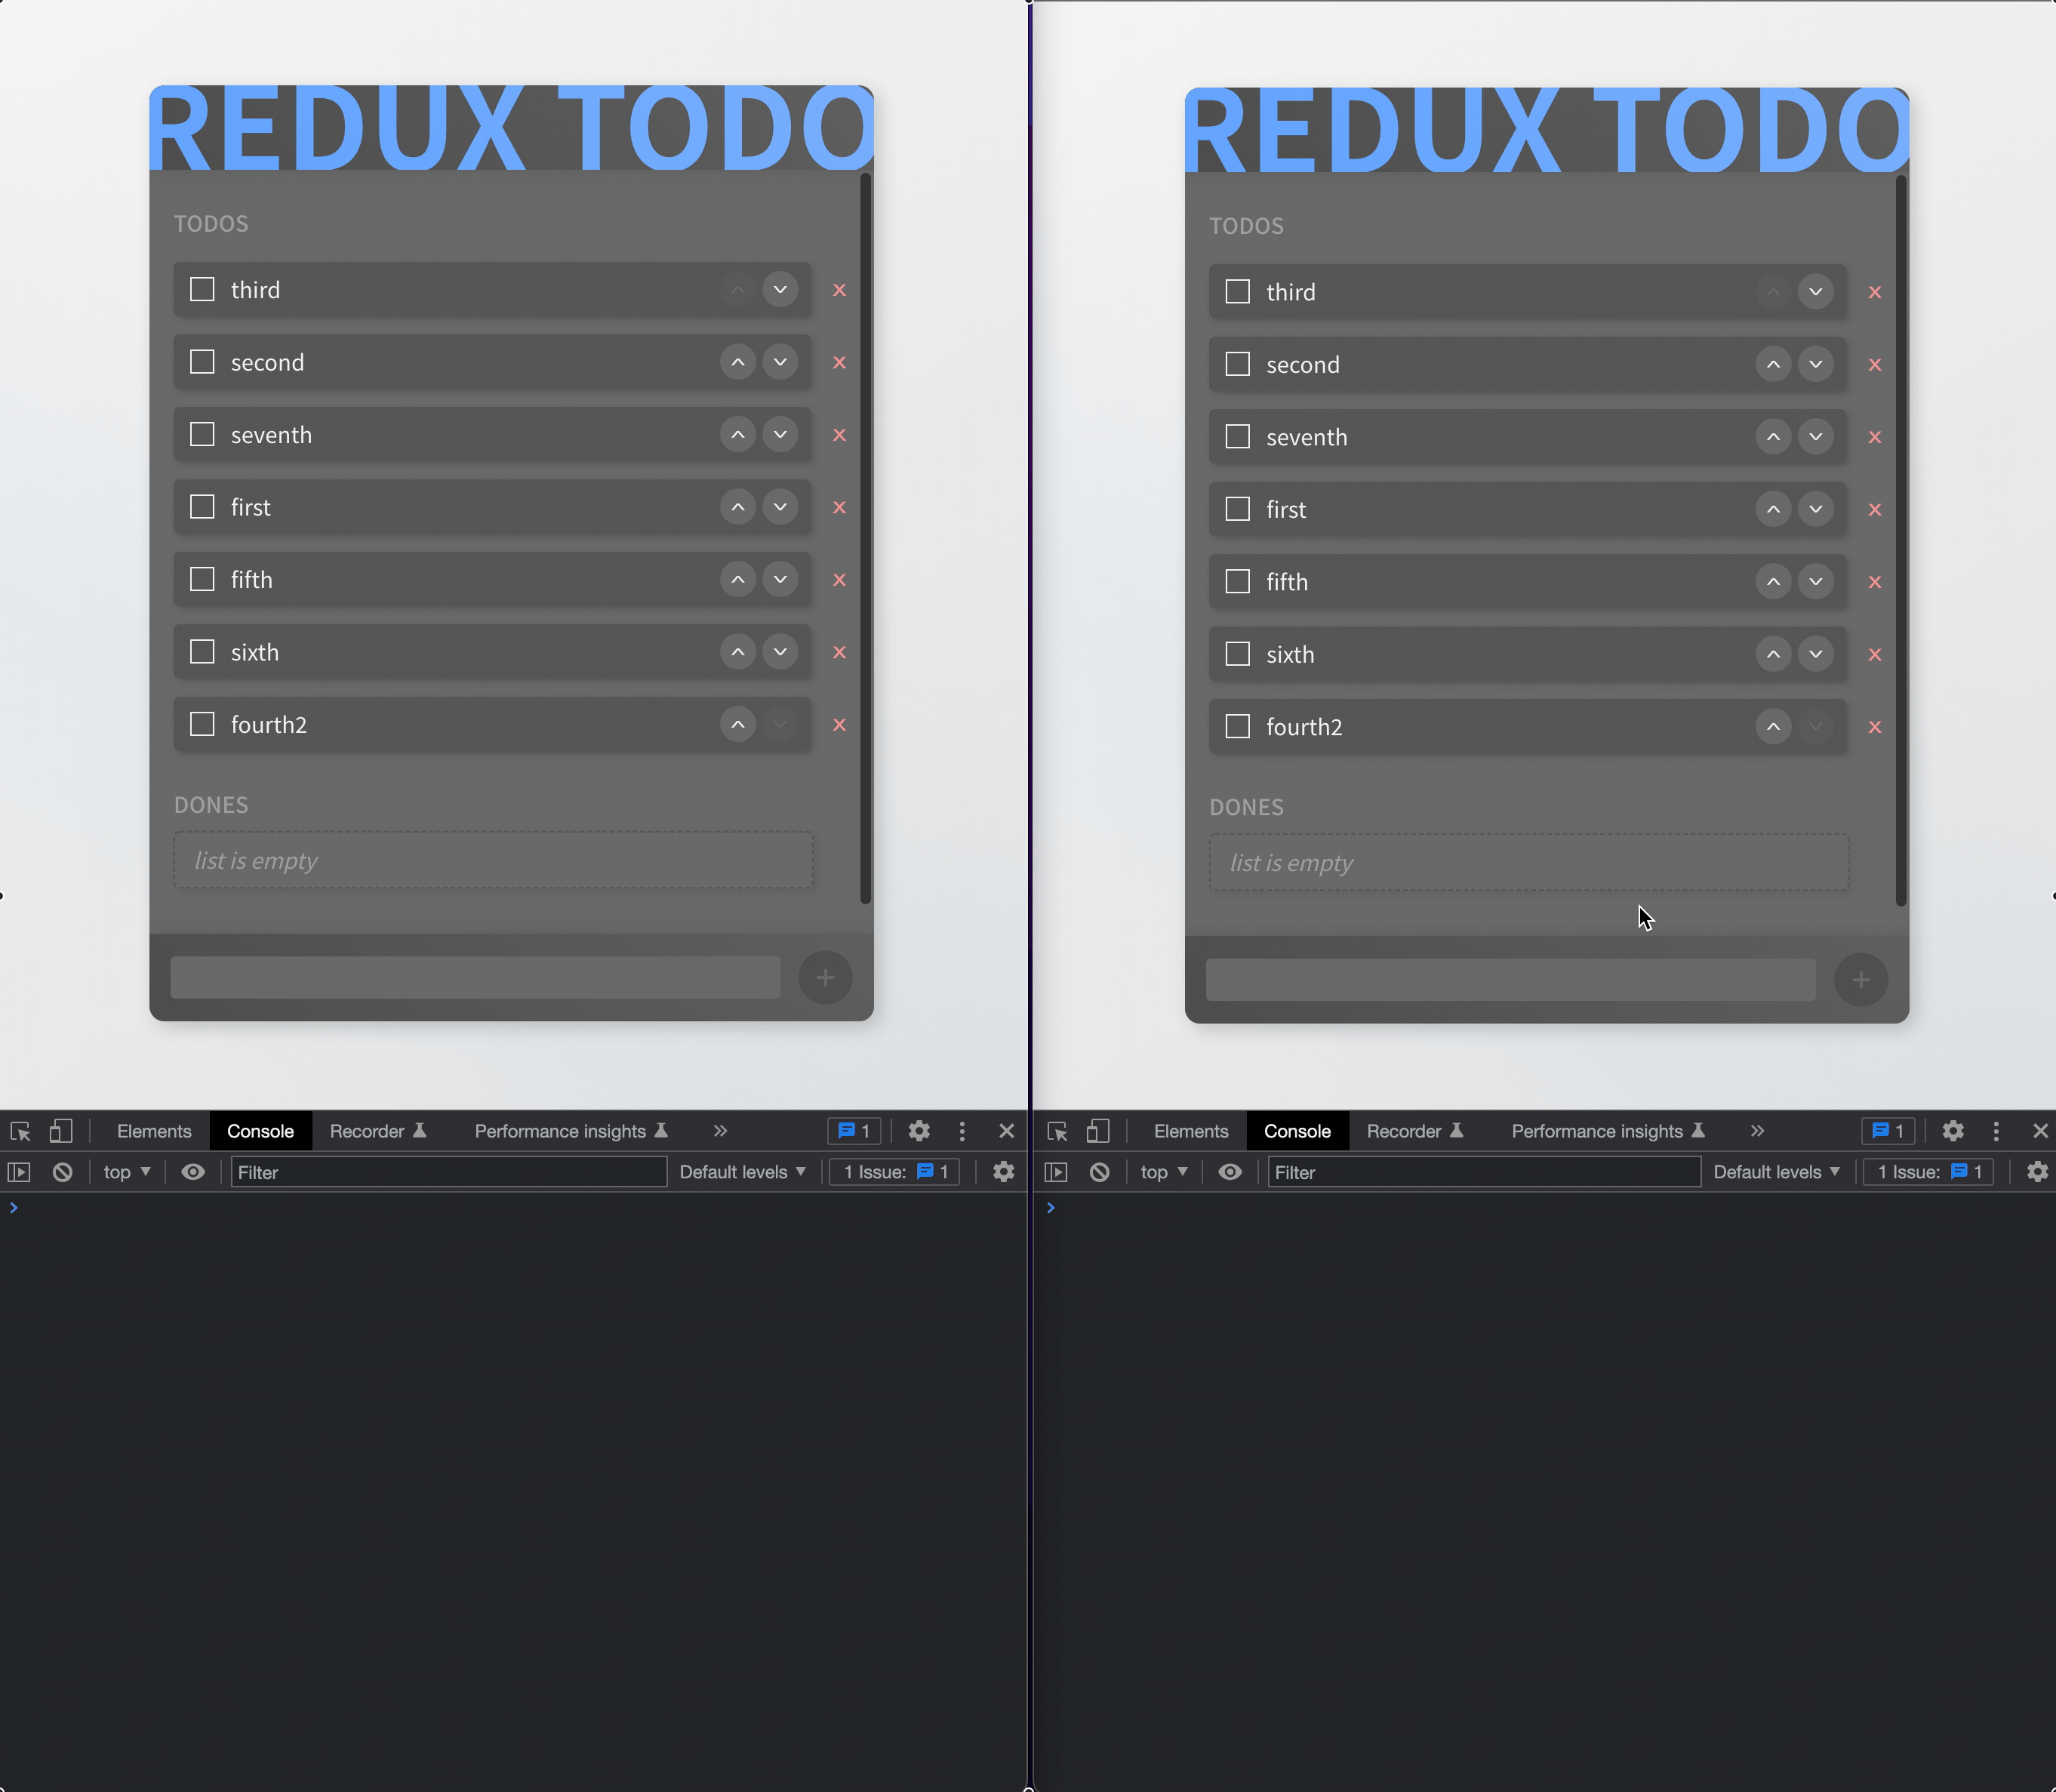 REDUX TODO
TODOS
third
x
second
x
seventh
x
first
x
fifth
x
sixth
x
fourth2
x
DONES
list is empty
+
Elements Console Recorder Performance insights » 1
top Filter Default levels 1 Issue: 1
REDUX TODO
TODOS
third
x
second
x
seventh
x
first
x
fifth
x
sixth
x
fourth2
x
DONES
list is empty
+
Elements Console Recorder Performance insights » 1
top Filter Default levels 1 Issue: 1